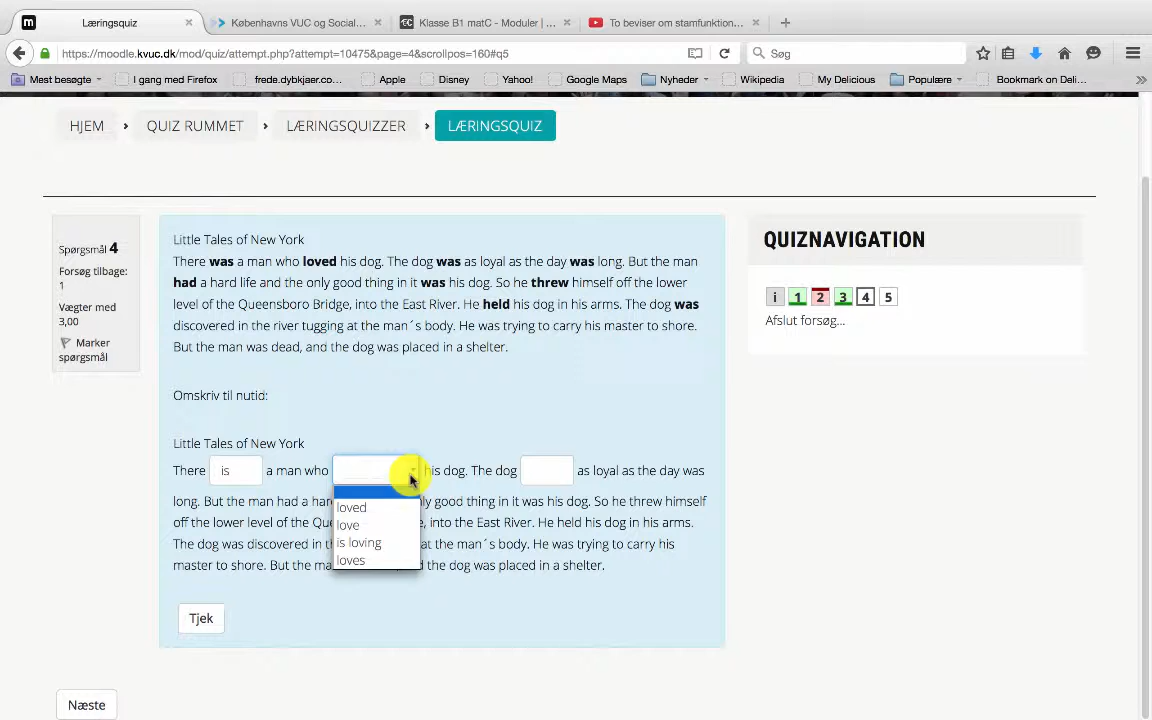 Læringsquiz
Københavns VUC og Social...
Klasse B1 matC - Moduler | ...
To beviser om stamfunktion...
https://moodle.kvuc.dk/mod/quiz/attempt.php?attempt=10475&page=4&scrollpos=160#q5
Søg
Mest besøgte
I gang med Firefox
frede.dybkjaer.co...
Apple
Disney
Yahoo!
Google Maps
Nyheder
Wikipedia
My Delicious
Populære
Bookmark on Deli...
HJEM › QUIZ RUMMET › LÆRINGSQUIZZER › LÆRINGSQUIZ
Spørgsmål 4
Forsøg tilbage:
1
Vægter med
3,00
Marker
spørgsmål
Little Tales of New York
There was a man who loved his dog. The dog was as loyal as the day was long. But the man
had a hard life and the only good thing in it was his dog. So he threw himself off the lower
level of the Queensboro Bridge, into the East River. He held his dog in his arms. The dog was
discovered in the river tugging at the man´s body. He was trying to carry his master to shore.
But the man was dead, and the dog was placed in a shelter.
Omskriv til nutid:
Little Tales of New York
There is a man who his dog. The dog as loyal as the day was
long. But the man had a har ly good thing in it was his dog. So he threw himself
off the lower level of the Que , into the East River. He held his dog in his arms.
The dog was discovered in th at the man´s body. He was trying to carry his
master to shore. But the ma d the dog was placed in a shelter.
loved
love
is loving
loves
Tjek
Næste
QUIZNAVIGATION
i 1 2 3 4 5
Afslut forsøg...